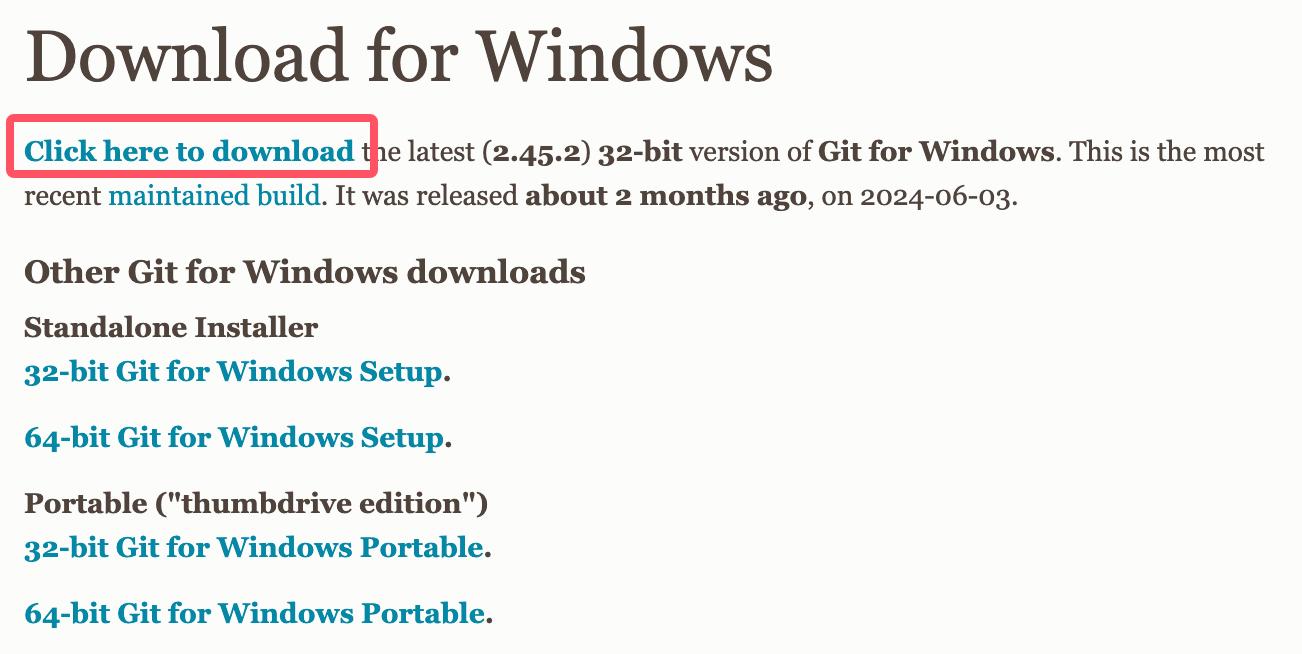 Download for Windows
Click here to download the latest (2.45.2) 32-bit version of Git for Windows. This is the most
recent maintained build. It was released about 2 months ago, on 2024-06-03.
Other Git for Windows downloads
Standalone Installer
32-bit Git for Windows Setup.
64-bit Git for Windows Setup.
Portable ("thumbdrive edition")
32-bit Git for Windows Portable.
64-bit Git for Windows Portable.